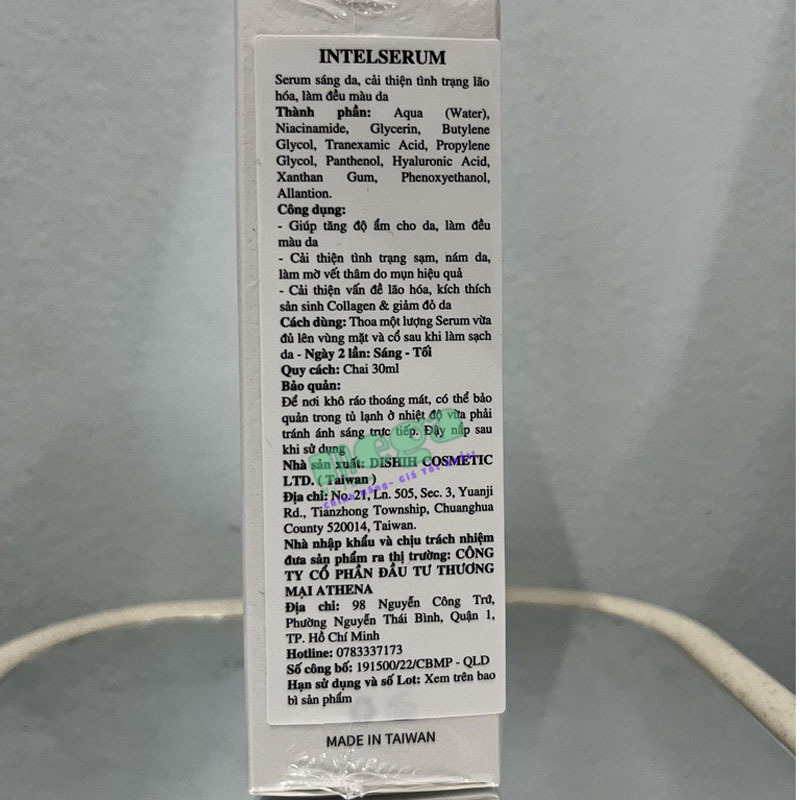 INTELSERUM
Serum sáng da, cải thiện tình trạng lão
hóa, làm đều màu da
Thành phần: Aqua (Water),
Niacinamide, Glycerin, Butylene
Glycol, Tranexamic Acid, Propylene
Glycol, Panthenol, Hyaluronic Acid,
Xanthan Gum, Phenoxyethanol,
Allantion.
Công dụng:
- Giúp tăng độ ẩm cho da, làm đều
màu da
- Cải thiện tình trạng sạm, nám da,
làm mờ vết thâm do mụn hiệu quả
- Cải thiện vấn đề lão hóa, kích thích
sản sinh Collagen & giảm đỏ da
Cách dùng: Thoa một lượng Serum vừa
đủ lên vùng mặt và cổ sau khi làm sạch
da - Ngày 2 lần: Sáng - Tối
Quy cách: Chai 30ml
Bảo quản:
Để nơi khô ráo thoáng mát, có thể bảo
quản trong tủ lạnh ở nhiệt độ vừa phải
tránh ánh sáng trực tiếp. Đậy nắp sau
khi sử dụng
Mega
Chính Hãng- Giá Tốt Nhất
Nhà sản xuất: DISHIH COSMETIC
LTD. ( Taiwan )
Địa chỉ: No. 21, Ln. 505, Sec. 3, Yuanji
Rd., Tianzhong Township, Chuanghua
County 520014, Taiwan.
Nhà nhập khẩu và chịu trách nhiệm
đưa sản phẩm ra thị trường: CÔNG
TY CỔ PHẦN ĐẦU TƯ THƯƠNG
MẠI ATHENA
Địa chỉ: 98 Nguyễn Công Trứ,
Phường Nguyễn Thái Bình, Quận 1,
TP. Hồ Chí Minh
Hotline: 0783337173
Số công bố: 191500/22/CBMP - QLD
Hạn sử dụng và số Lot: Xem trên bao
bì sản phẩm
MADE IN TAIWAN